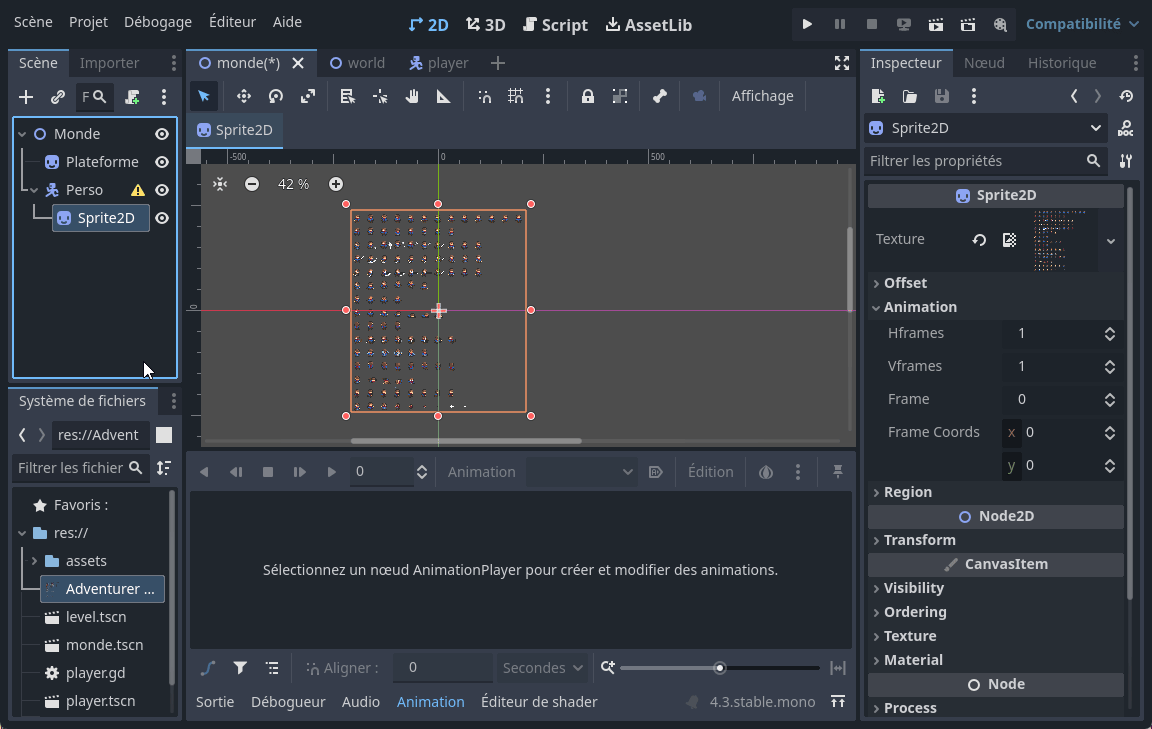 Scène Projet Débogage Éditeur Aide 2D 3D Script AssetLib Compatibilité
Scène Importer
monde(*) world player
Inspecteur Nœud Historique
F
Affichage
Sprite2D
Sprite2D
Filtrer les propriétés
Monde
Plateforme
Perso
Sprite2D
-500 0 500
42 %
0
Sprite2D
Texture
Offset
Animation
Hframes 1
Vframes 1
Frame 0
Frame Coords x 0
y 0
Region
Node2D
Transform
CanvasItem
Visibility
Ordering
Texture
Material
Node
Process
Système de fichiers
res://Advent
Filtrer les fichier
Favoris :
res://
assets
Adventurer ...
level.tscn
monde.tscn
player.gd
player.tscn
0 Animation Édition
Sélectionnez un nœud AnimationPlayer pour créer et modifier des animations.
Aligner : 0 Secondes
Sortie Débogueur Audio Animation Éditeur de shader 4.3.stable.mono